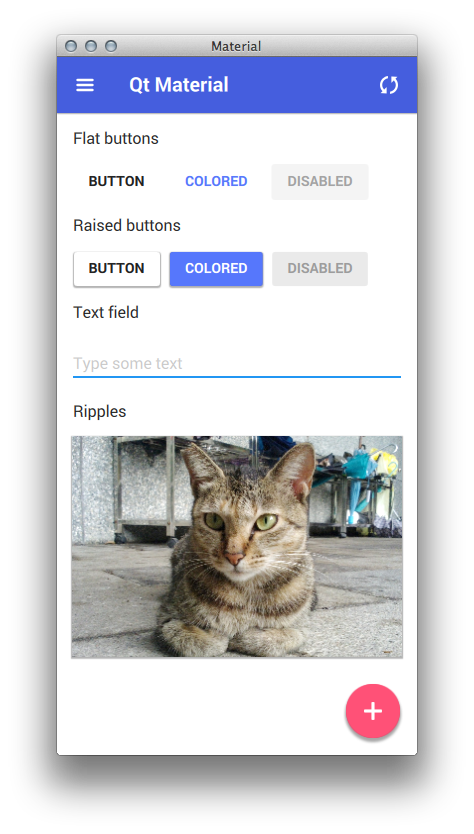 Material
Qt Material
Flat buttons
BUTTON COLORED DISABLED
Raised buttons
BUTTON COLORED DISABLED
Text field
Type some text
Ripples